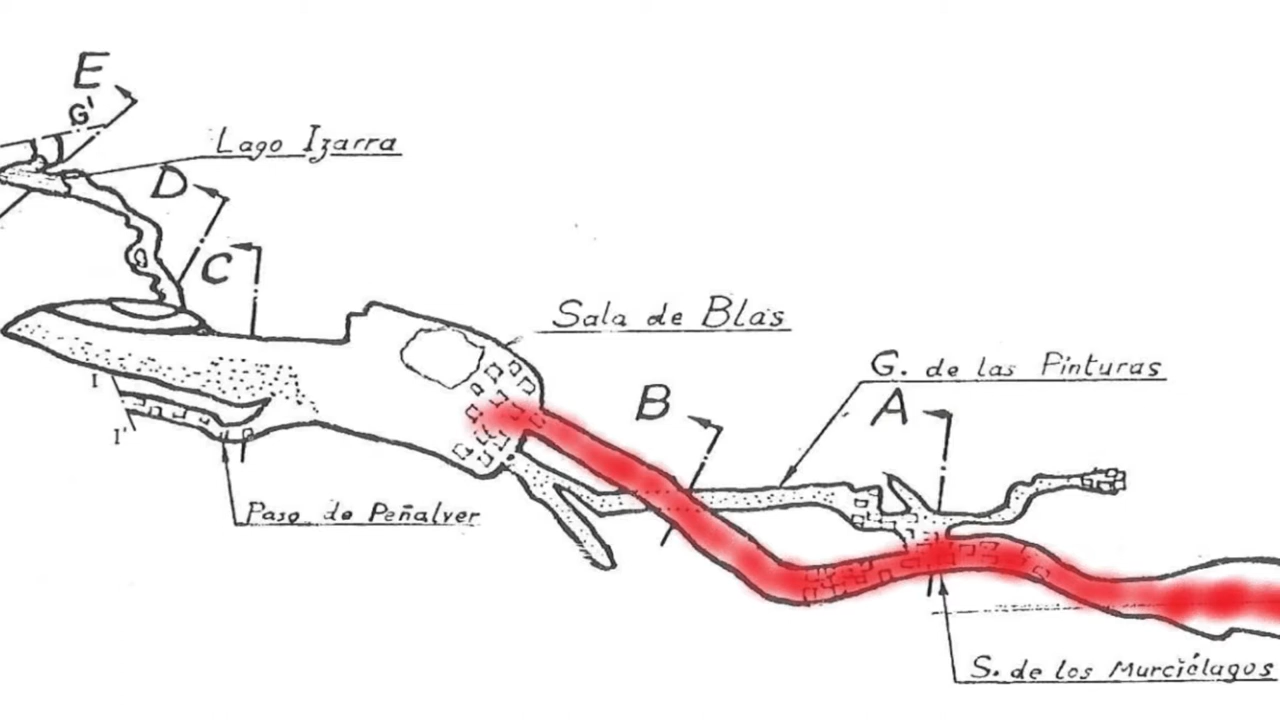 E
G'
Lago Izarra
D
C
Sala de Blas
G. de las Pinturas
B
A
I
I'
Paso de Peñalver
S. de los Murciélagos